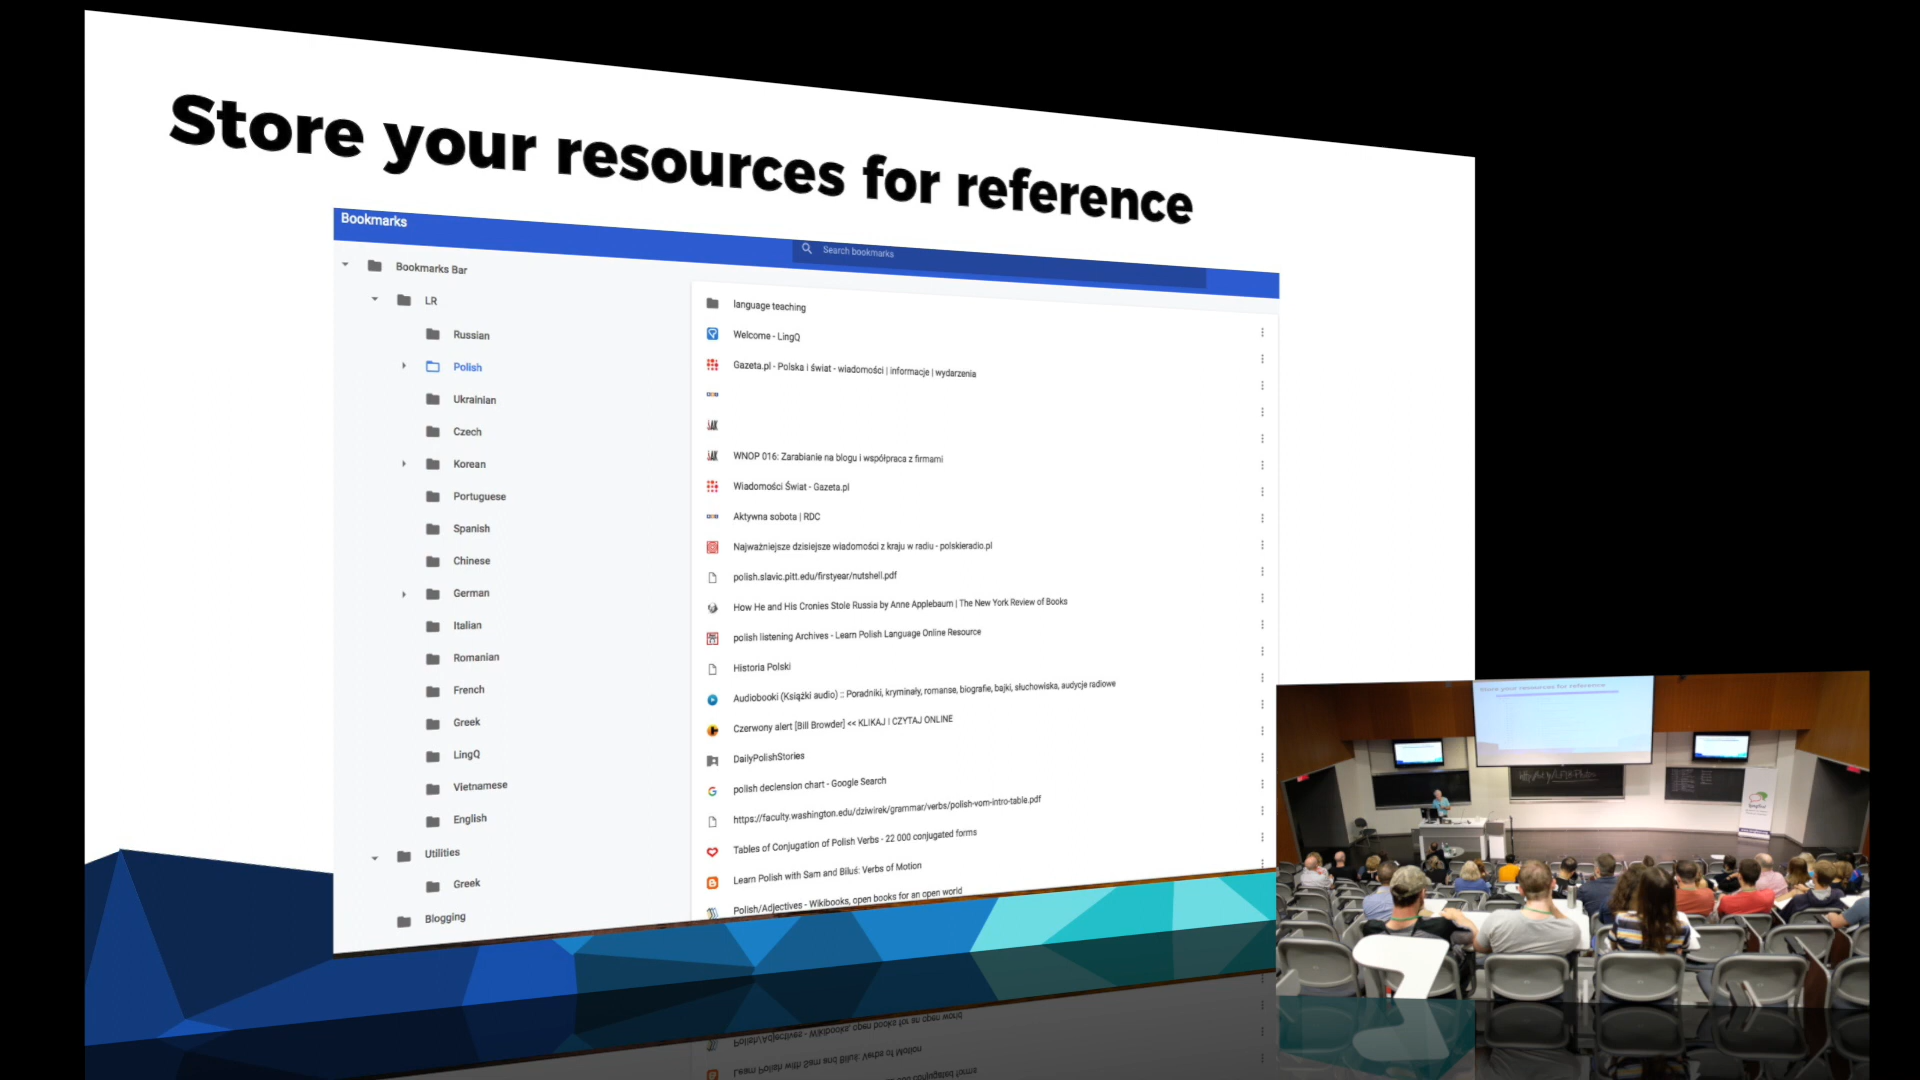 Store your resources for reference
Bookmarks
Search bookmarks
Bookmarks Bar
LR
Russian
Polish
Ukrainian
Czech
Korean
Portuguese
Spanish
Chinese
German
Italian
Romanian
French
Greek
LingQ
Vietnamese
English
Utilities
Greek
Blogging
language teaching
Welcome - LingQ
Gazeta.pl - Polska i świat - wiadomości | informacje | wydarzenia
WNOP 016: Zarabianie na blogu i współpraca z firmami
Wiadomości Świat - Gazeta.pl
Aktywna sobota | RDC
Najważniejsze dzisiejsze wiadomości z kraju w radiu - polskieradio.pl
polish.slavic.pitt.edu/firstyear/nutshell.pdf
How He and His Cronies Stole Russia by Anne Applebaum | The New York Review of Books
polish listening Archives - Learn Polish Language Online Resource
Historia Polski
Audiobooki (Książki audio) :: Poradniki, kryminały, romanse, biografie, bajki, słuchowiska, audycje radiowe
Czerwony alert [Bill Browder] << KLIKAJ I CZYTAJ ONLINE
DailyPolishStories
polish declension chart - Google Search
https://faculty.washington.edu/dziwirek/grammar/verbs/polish-vom-intro-table.pdf
Tables of Conjugation of Polish Verbs - 22 000 conjugated forms
Learn Polish with Sam and Biluś: Verbs of Motion
Polish/Adjectives - Wikibooks, open books for an open world
Store your resources for reference